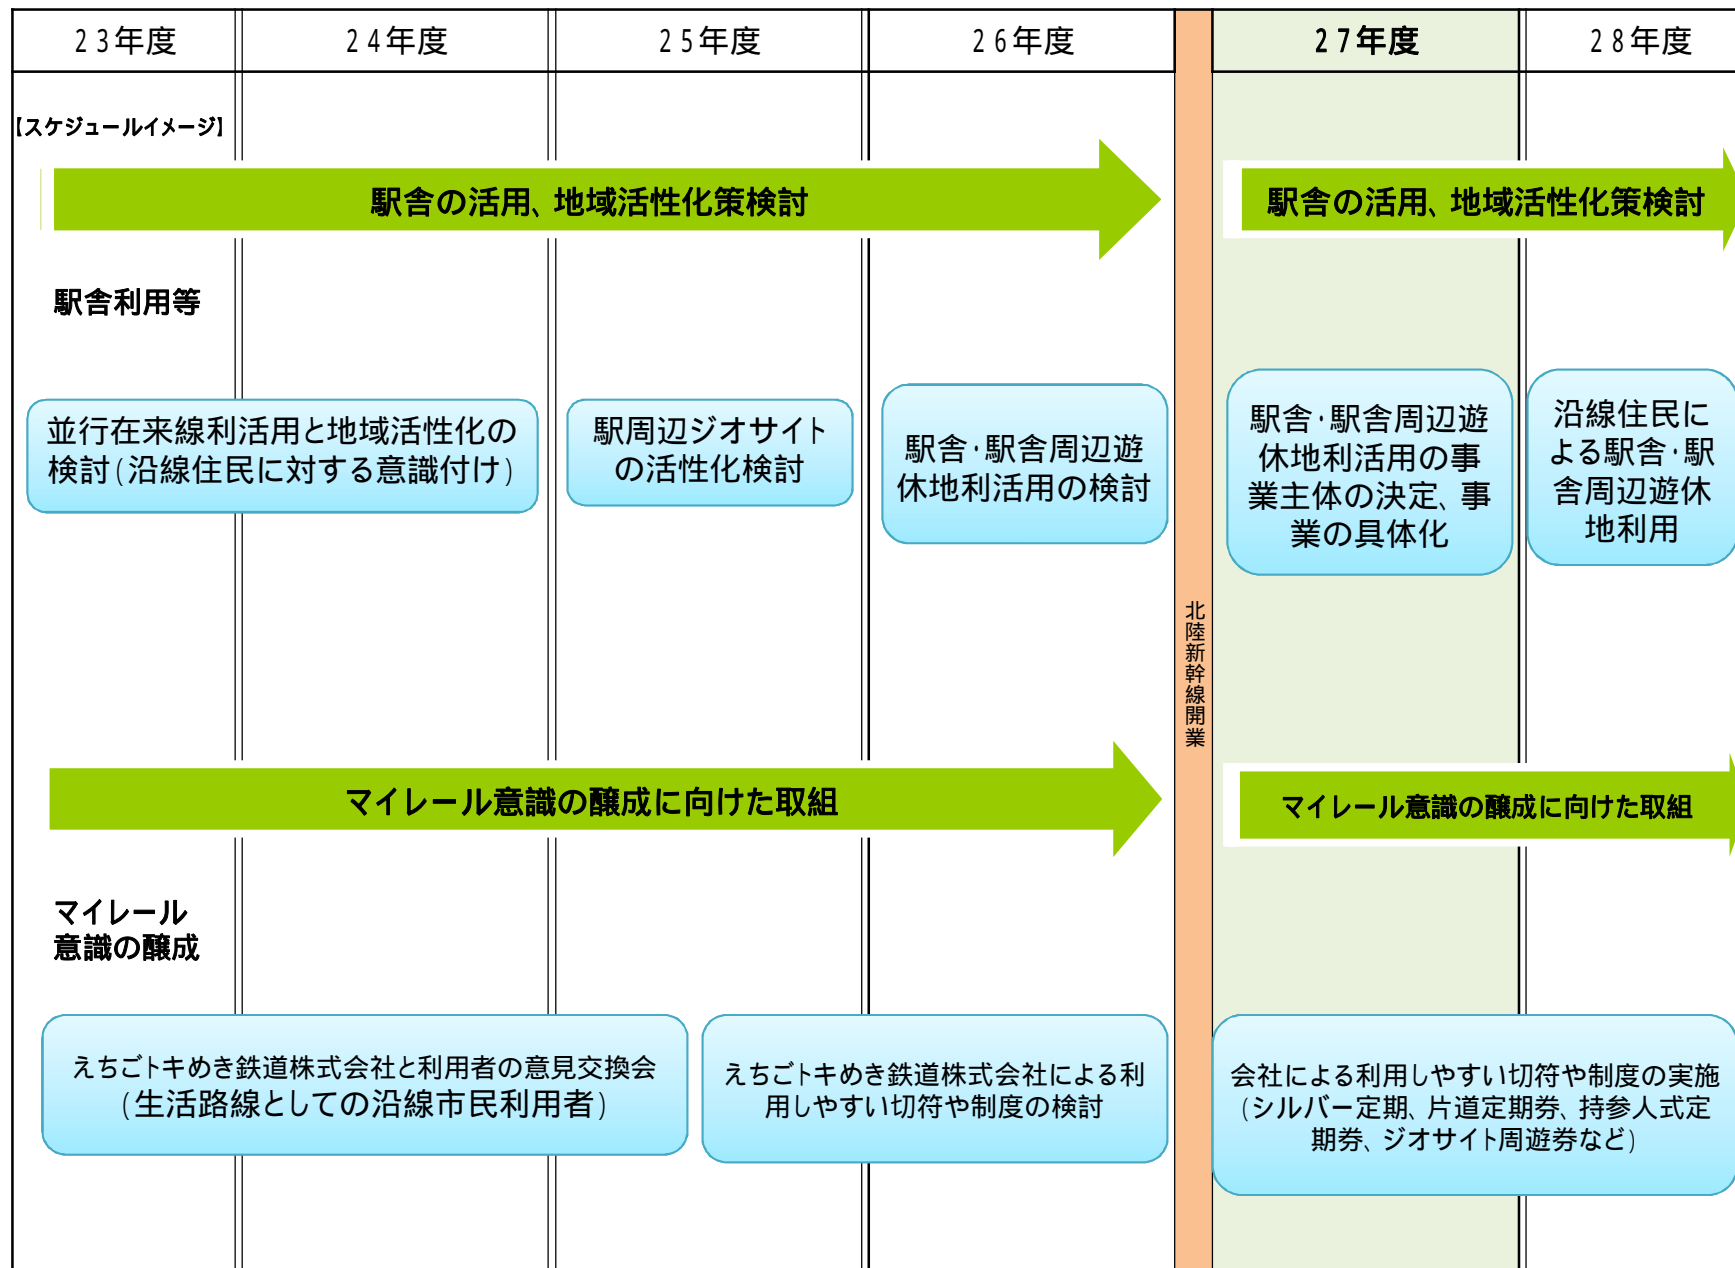 23年度
24年度
25年度
26年度
27年度
28年度
【スケジュールイメージ】
駅舎の活用、地域活性化策検討
駅舎の活用、地域活性化策検討
駅舎利用等
並行在来線利活用と地域活性化の
検討(沿線住民に対する意識付け)
駅周辺ジオサイト
の活性化検討
駅舎・駅舎周辺遊
休地利活用の検討
駅舎・駅舎周辺遊
休地利活用の事
業主体の決定、事
業の具体化
沿線住民に
よる駅舎・駅
舎周辺遊休
地利用
北陸新幹線開業
マイレール意識の醸成に向けた取組
マイレール意識の醸成に向けた取組
マイレール
意識の醸成
えちごトキめき鉄道株式会社と利用者の意見交換会
(生活路線としての沿線市民利用者)
えちごトキめき鉄道株式会社による利
用しやすい切符や制度の検討
会社による利用しやすい切符や制度の実施
(シルバー定期、片道定期券、持参人式定
期券、ジオサイト周遊券など)